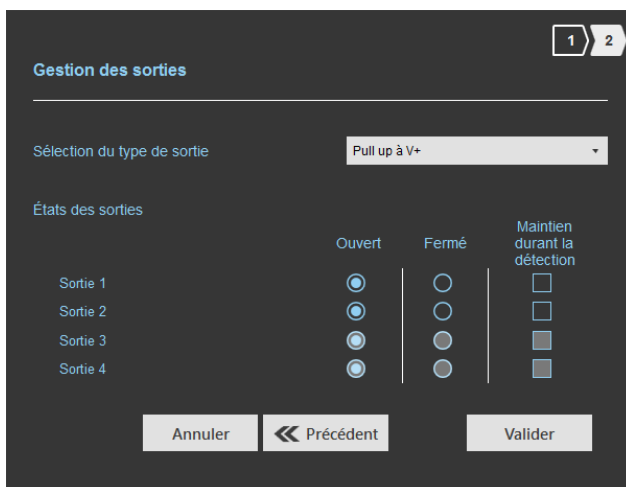 1 2
Gestion des sorties
Sélection du type de sortie Pull up à V+
États des sorties
Ouvert Fermé Maintien
durant la
détection
Sortie 1
Sortie 2
Sortie 3
Sortie 4
Annuler Précédent Valider